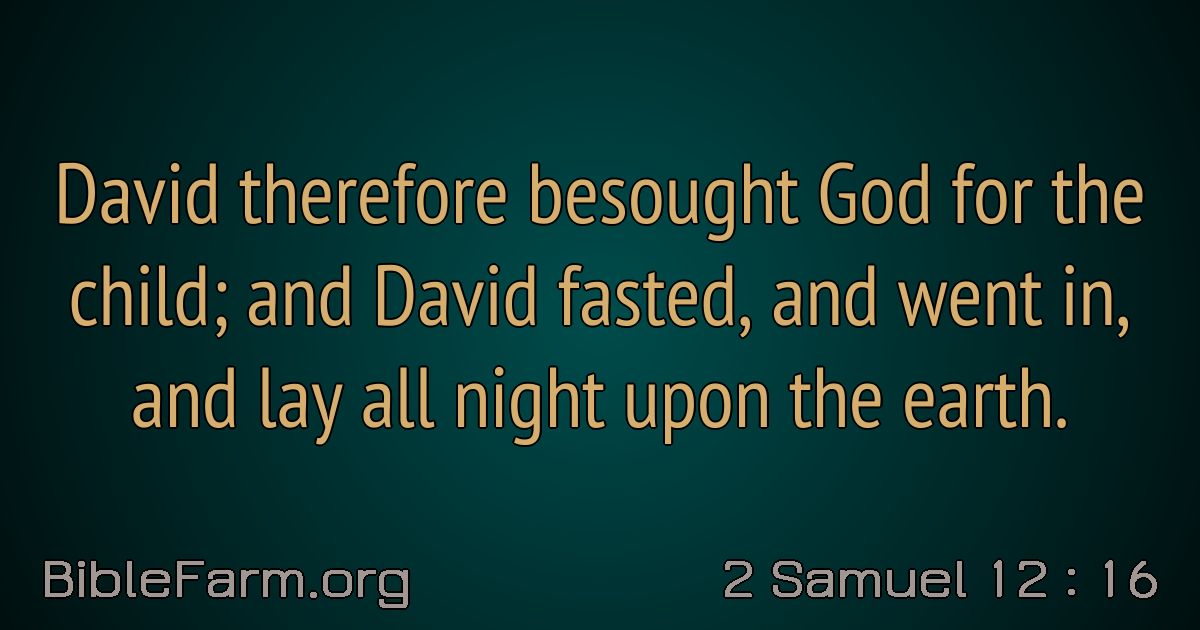 David therefore besought God for the
child; and David fasted, and went in,
and lay all night upon the earth.
BibleFarm.org
2 Samuel 12 : 16